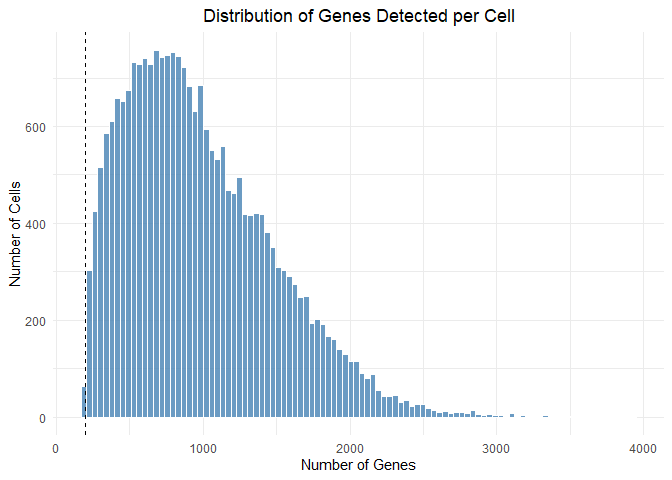 Distribution of Genes Detected per Cell
Number of Cells
600
400
200
0
0 1000 2000 3000 4000
Number of Genes